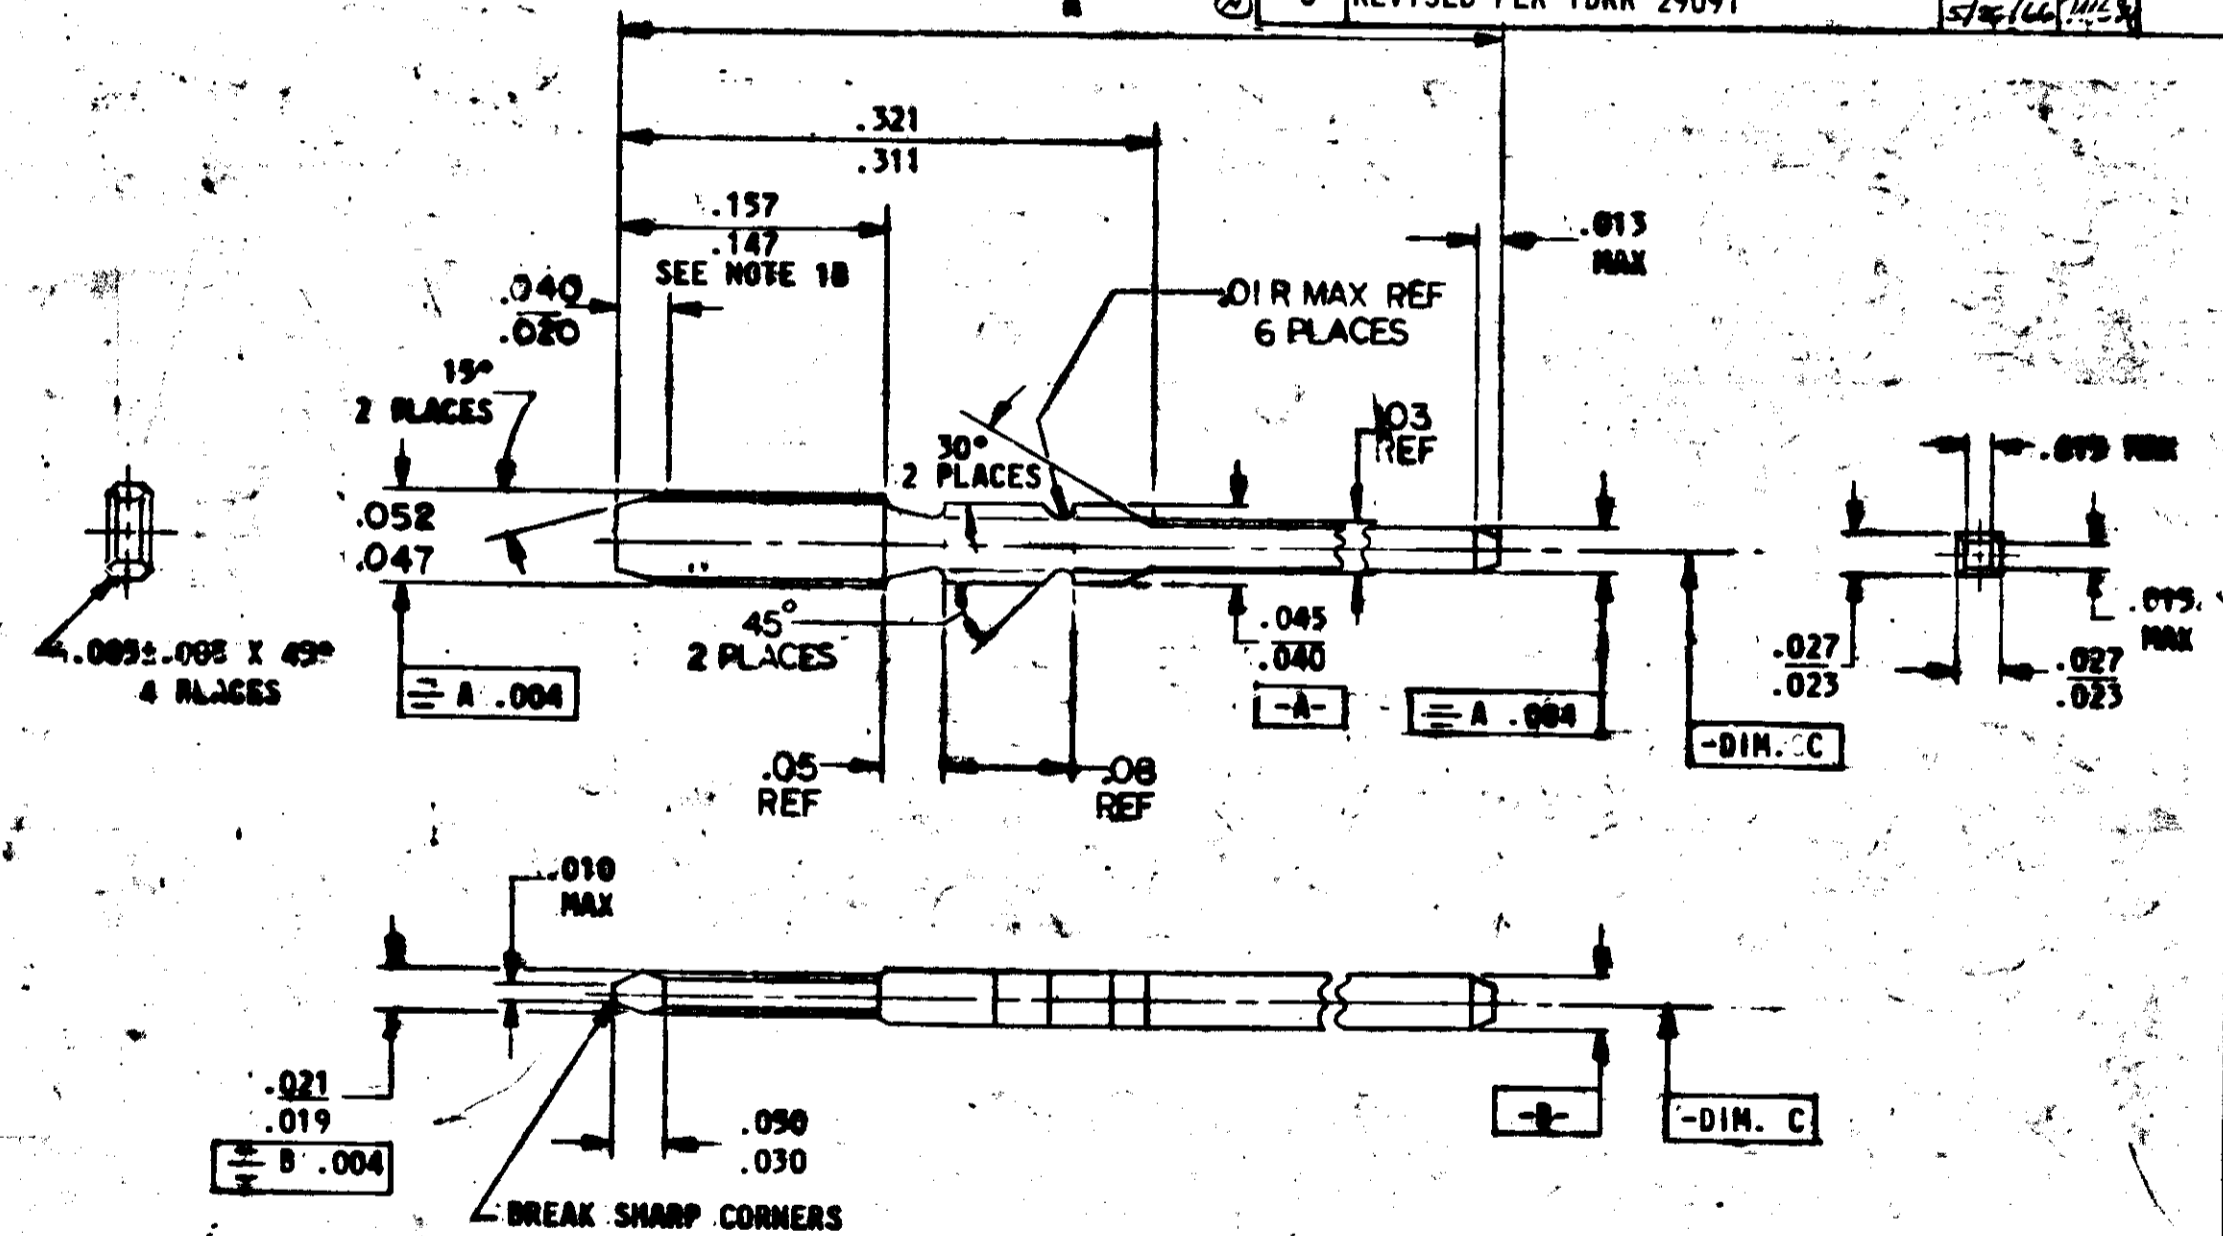 REVISED PER TDRR 29091
.321
.311
.157
.147
SEE NOTE 1B
.040
.020
.013
MAX
.01 R MAX REF
6 PLACES
15°
2 PLACES
30°
2 PLACES
.03
REF
.052
.047
45°
2 PLACES
.045
.040
4 PLACES
A .004
-A-
A .004
.027
.023
MAX
.027
.023
-DIM. C
.05
REF
.08
REF
.010
MAX
.021
.019
B .004
.050
.030
-B-
-DIM. C
BREAK SHARP CORNERS